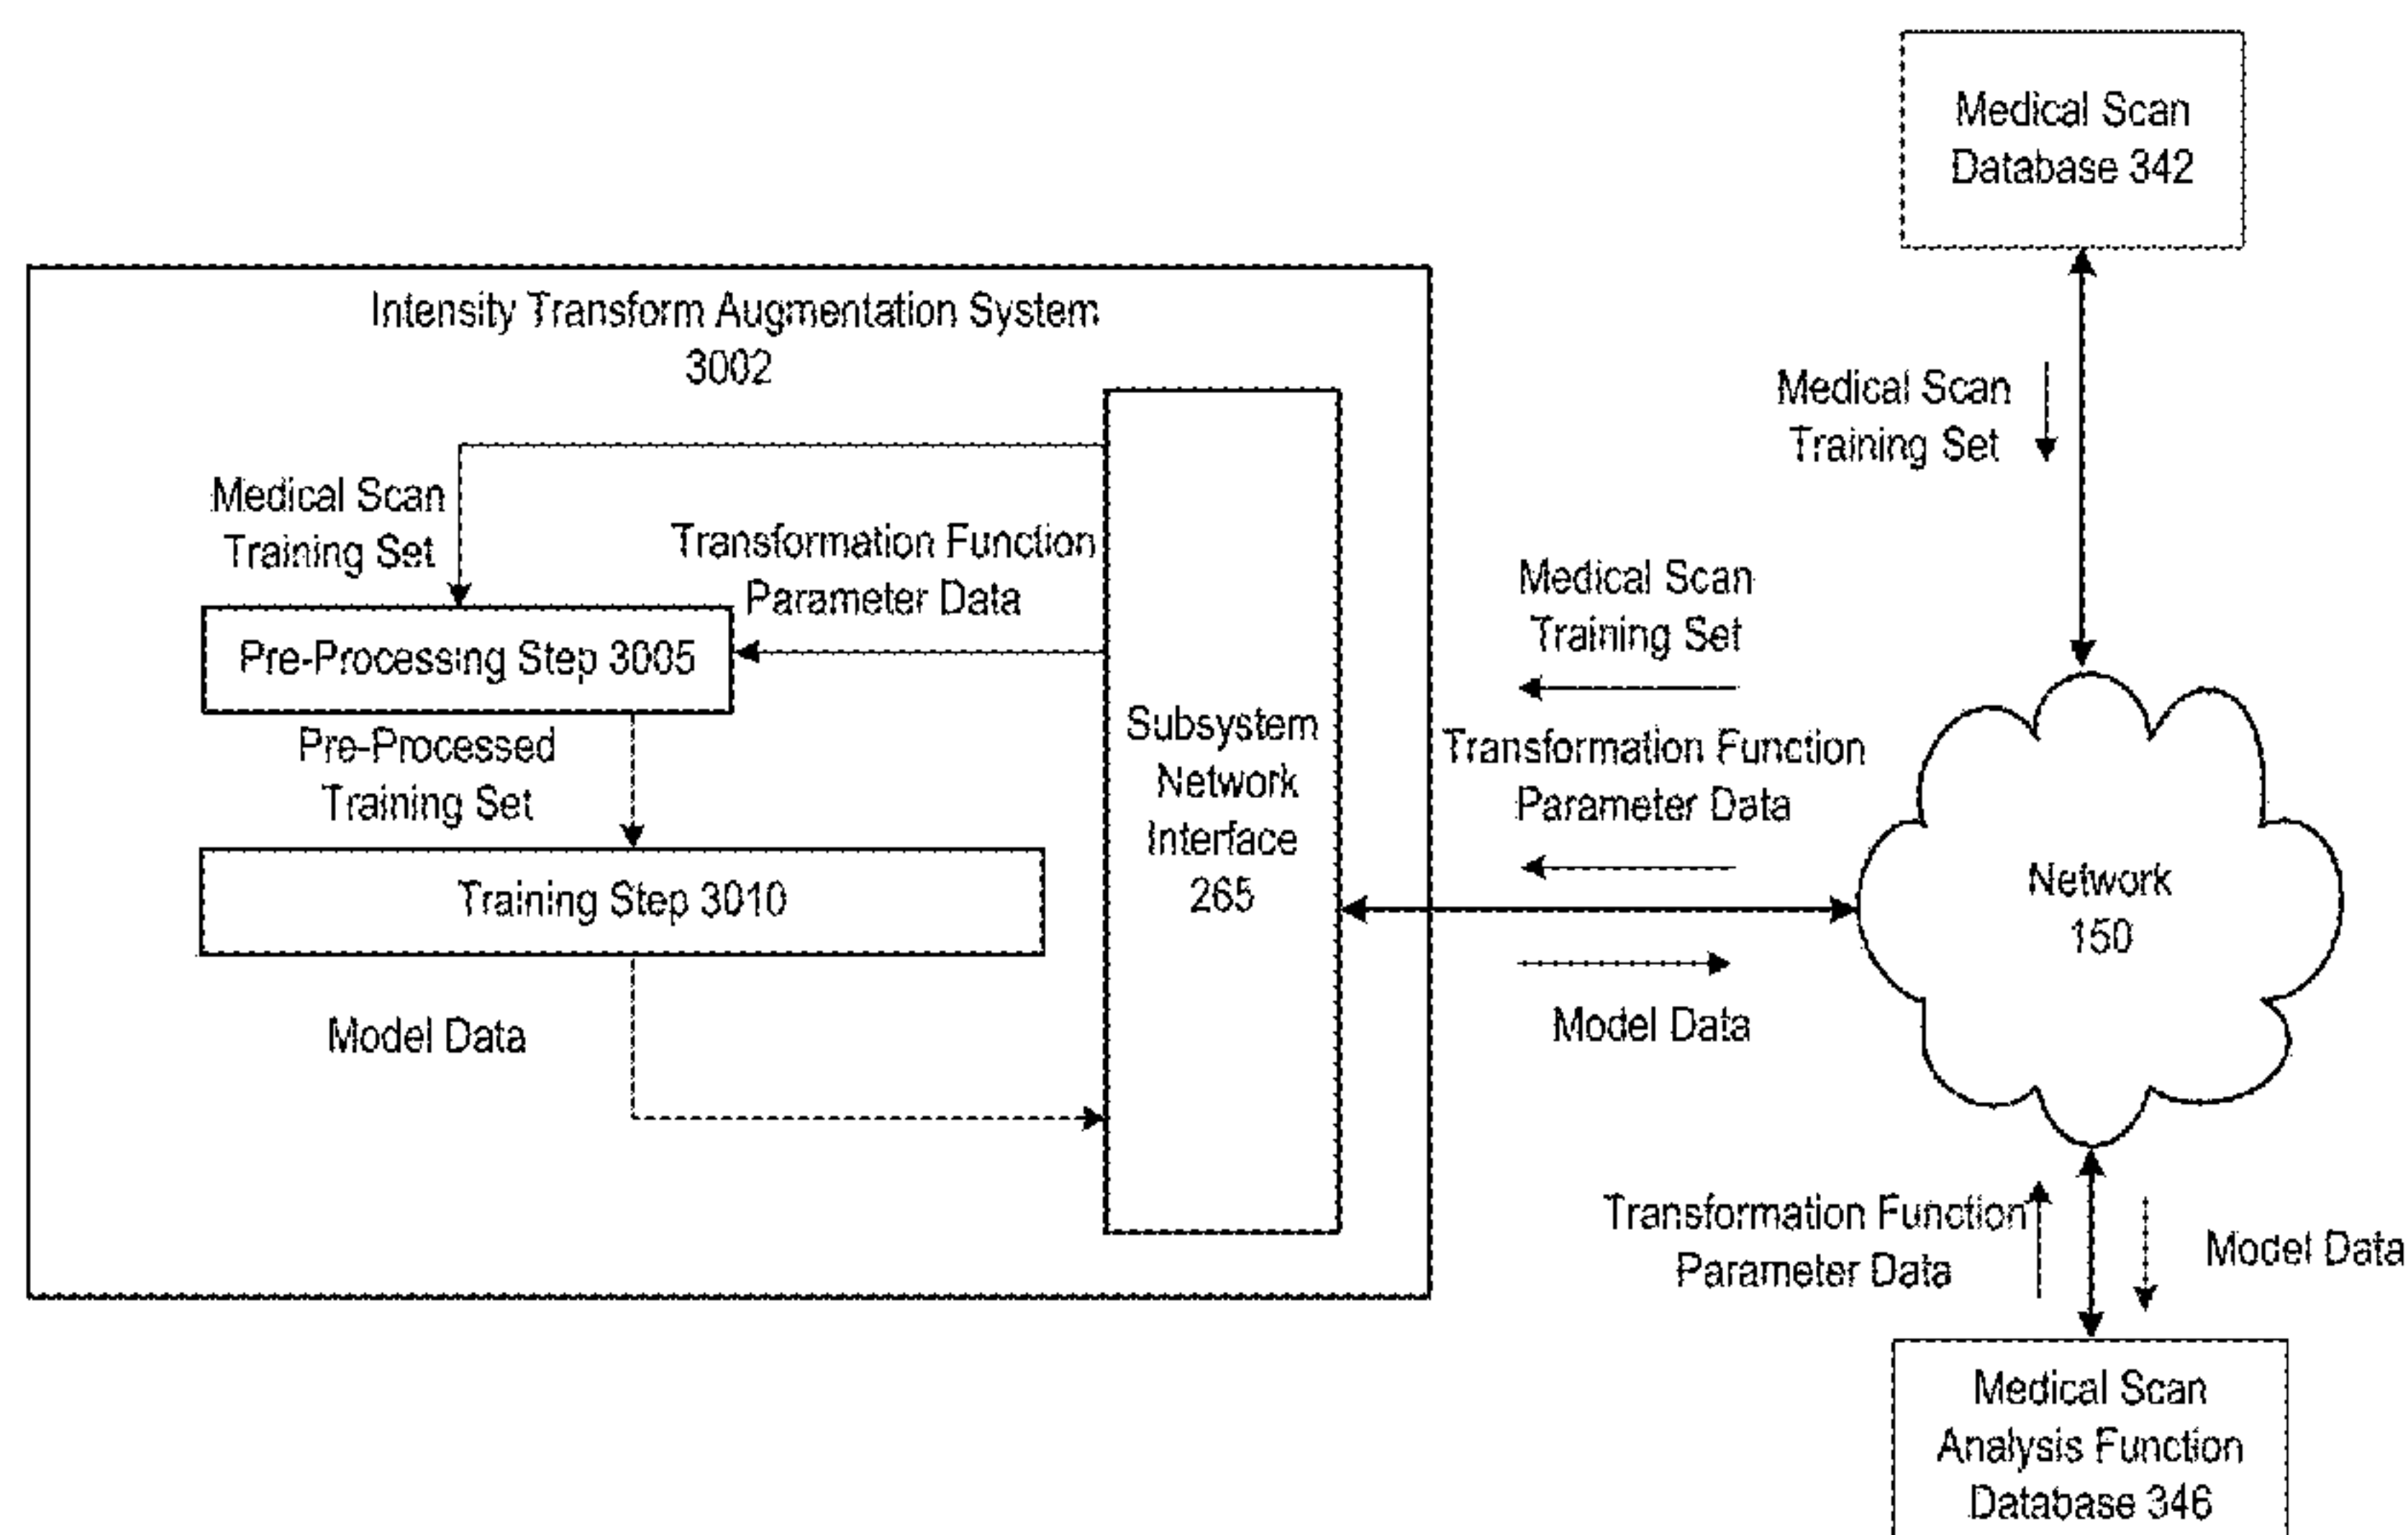 Medical Scan
Database 342
Intensity Transform Augmentation System
3002
Medical Scan
Training Set
Medical Scan
Training Set
Transformation Function
Parameter Data
Pre-Processing Step 3005
Pre-Processed
Training Set
Training Step 3010
Model Data
Subsystem
Network
Interface
265
Medical Scan
Training Set
Transformation Function
Parameter Data
Model Data
Network
150
Transformation Function
Parameter Data
Model Data
Medical Scan
Analysis Function
Database 346